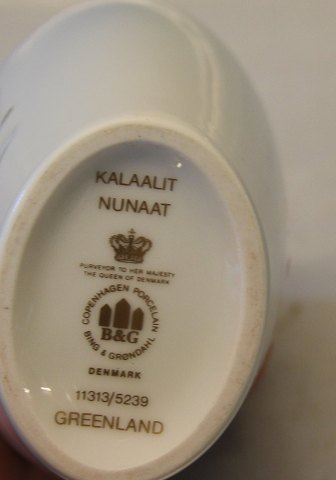 KALAALIT
NUNAAT
PURVEYOR TO HER MAJESTY
THE QUEEN OF DENMARK
COPENHAGEN PORCELAIN
B&G
BING & GRØNDAHL
DENMARK
11313/5239
GREENLAND